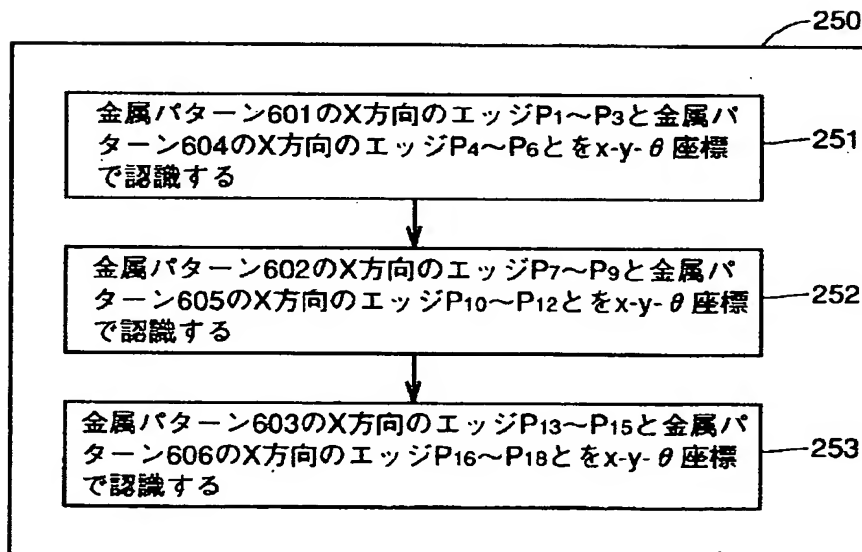 250
金属パターン601のX方向のエッジP1～P3と金属パ
ターン604のX方向のエッジP4～P6とをx-y-θ座標
で認識する
251
金属パターン602のX方向のエッジP7～P9と金属パ
ターン605のX方向のエッジP10～P12とをx-y-θ座標
で認識する
252
金属パターン603のX方向のエッジP13～P15と金属パ
ターン606のX方向のエッジP16～P18とをx-y-θ座標
で認識する
253